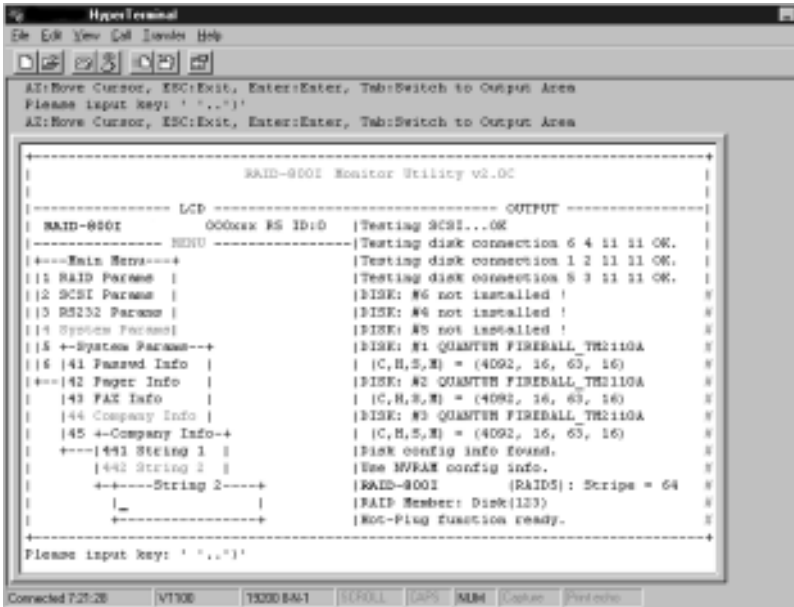 HyperTerminal
File Edit View Call Transfer Help
AZ:Move Cursor, ESC:Exit, Enter:Enter, Tab:Switch to Output Area
Please input key: ' '..')'
AZ:Move Cursor, ESC:Exit, Enter:Enter, Tab:Switch to Output Area
RAID-800I Monitor Utility v2.0C
LCD OUTPUT
RAID-800I 000xxx RS ID:0 |Testing SCSI...OK
MENU |Testing disk connection 6 4 11 11 OK.
+---Main Menu---+ |Testing disk connection 1 2 11 11 OK.
|1 RAID Params | |Testing disk connection 5 3 11 11 OK.
|2 SCSI Params | |DISK: #6 not installed !
|3 RS232 Params | |DISK: #4 not installed !
|4 System Params| |DISK: #5 not installed !
|5 +-System Params--+ |DISK: #1 QUANTUM FIREBALL_TM2110A
|6 |41 Passwd Info | | (C,H,S,M) = (4092, 16, 63, 16)
+--|42 Pager Info | |DISK: #2 QUANTUM FIREBALL_TM2110A
|43 FAX Info | | (C,H,S,M) = (4092, 16, 63, 16)
|44 Company Info | |DISK: #3 QUANTUM FIREBALL_TM2110A
|45 +-Company Info-+ | (C,H,S,M) = (4092, 16, 63, 16)
+---|441 String 1 | |Disk config info found.
|442 String 2 | |Use NVRAM config info.
+-+----String 2----+ |RAID-800I (RAID5): Stripe = 64
|_ | |RAID Member: Disk(123)
+-----------------+ |Hot-Plug function ready.
Please input key: ' '..')'
Connected 7:21:28 VT100 19200 8-N-1 SCROLL CAPS NUM Capture Print echo